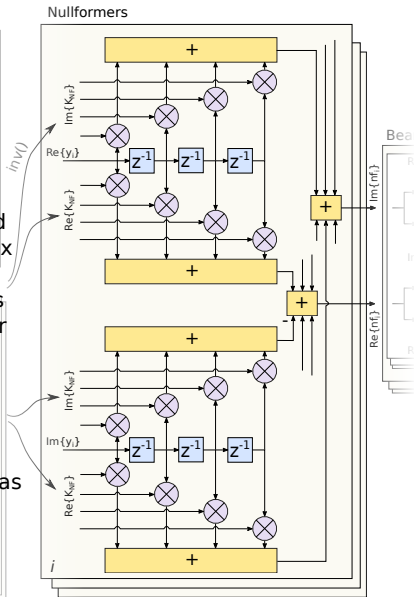 Nullformers
+
Im{K_NF}
inv()
Re{y_i}
z⁻¹ z⁻¹ z⁻¹
Re{K_NF}
+
+
Im{nf_i}
+
-
Re{nf_i}
+
Im{K_NF}
Im{y_i}
z⁻¹ z⁻¹ z⁻¹
Re{K_NF}
+
i
Bea
d
x
s
r
as